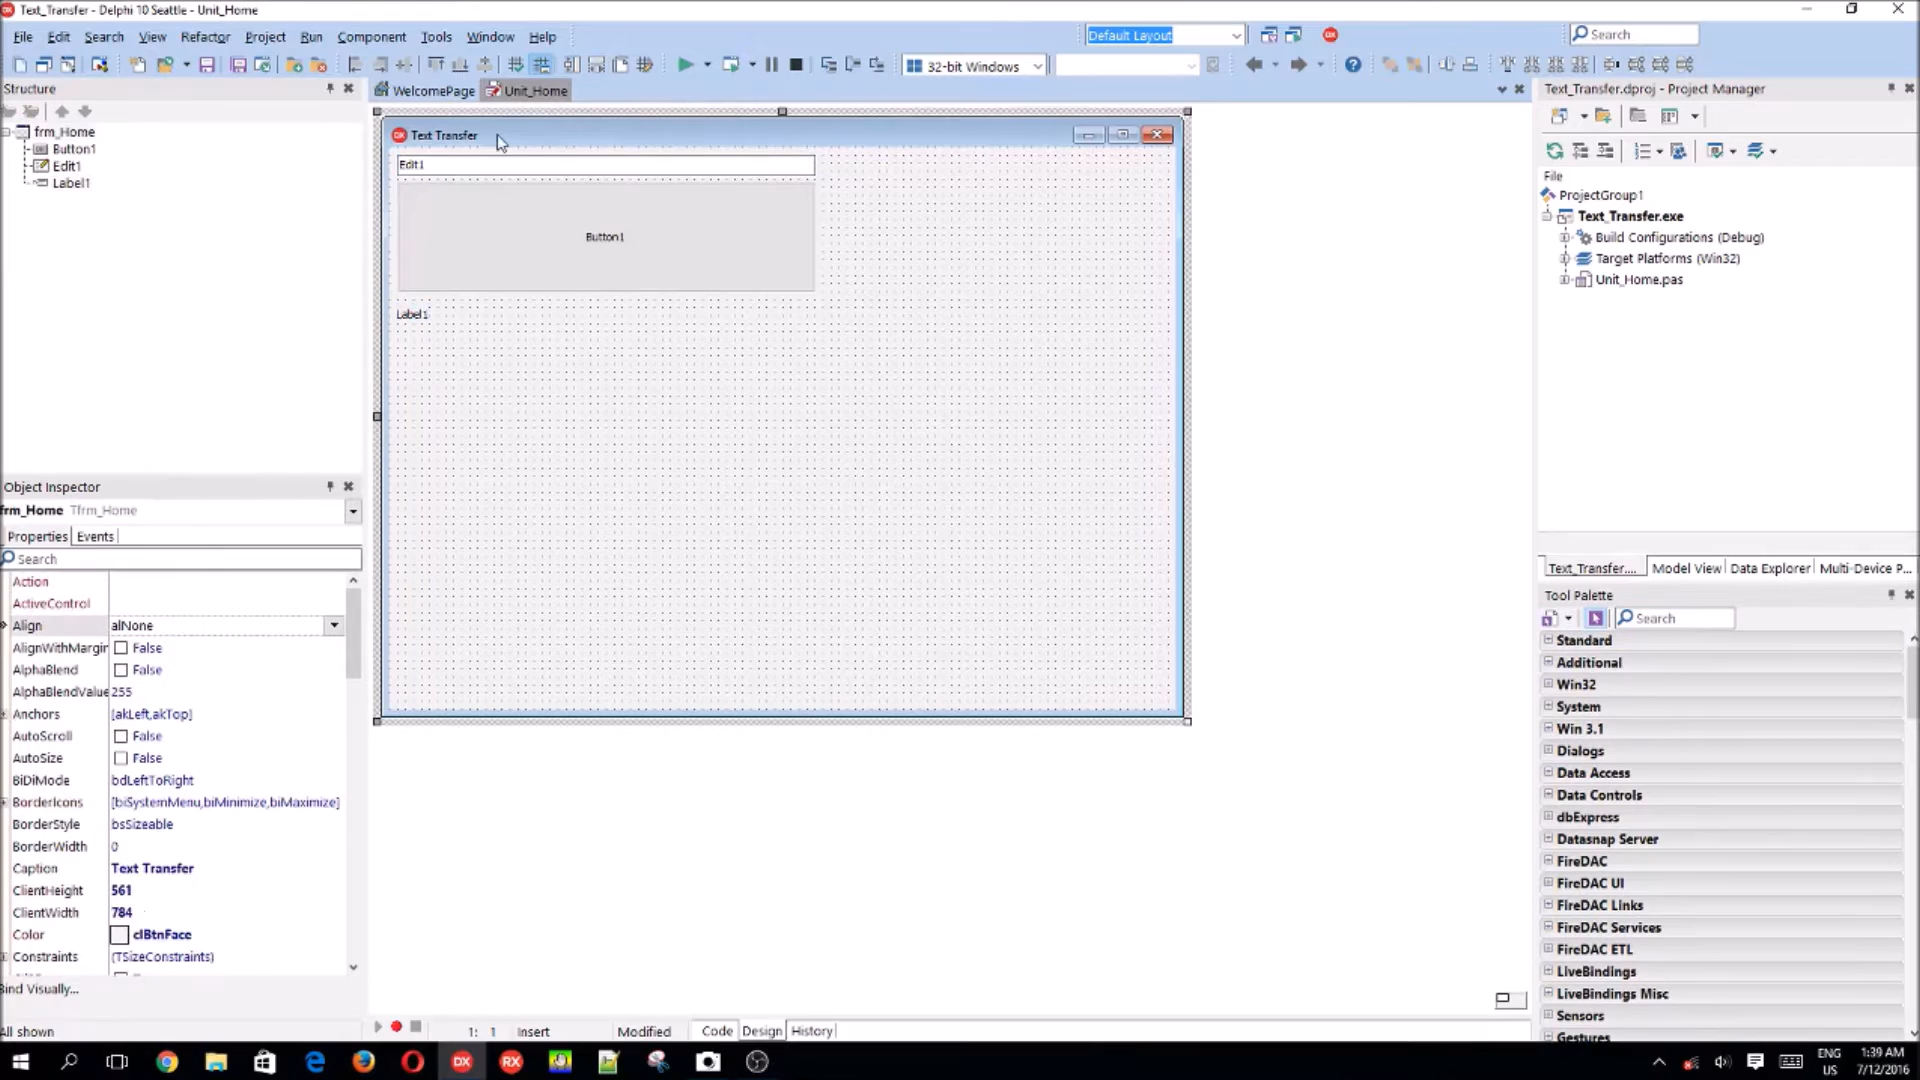 Text_Transfer - Delphi 10 Seattle - Unit_Home
File Edit Search View Refactor Project Run Component Tools Window Help
Default Layout
Search
32-bit Windows
Structure
WelcomePage Unit_Home
frm_Home
Button1
Edit1
Label1
Text Transfer
Edit1
Button1
Label1
Object Inspector
frm_Home Tfrm_Home
Properties Events
Search
Action
ActiveControl
Align alNone
AlignWithMargin False
AlphaBlend False
AlphaBlendValue 255
Anchors [akLeft,akTop]
AutoScroll False
AutoSize False
BiDiMode bdLeftToRight
BorderIcons [biSystemMenu,biMinimize,biMaximize]
BorderStyle bsSizeable
BorderWidth 0
Caption Text Transfer
ClientHeight 561
ClientWidth 784
Color clBtnFace
Constraints (TSizeConstraints)
Bind Visually...
All shown
1: 1 Insert Modified Code Design History
Text_Transfer.dproj - Project Manager
File
ProjectGroup1
Text_Transfer.exe
Build Configurations (Debug)
Target Platforms (Win32)
Unit_Home.pas
Text_Transfer.... Model View Data Explorer Multi-Device P...
Tool Palette
Search
Standard
Additional
Win32
System
Win 3.1
Dialogs
Data Access
Data Controls
dbExpress
Datasnap Server
FireDAC
FireDAC UI
FireDAC Links
FireDAC Services
FireDAC ETL
LiveBindings
LiveBindings Misc
Sensors
Gestures
DX
RX
ENG
US
1:39 AM
7/12/2016